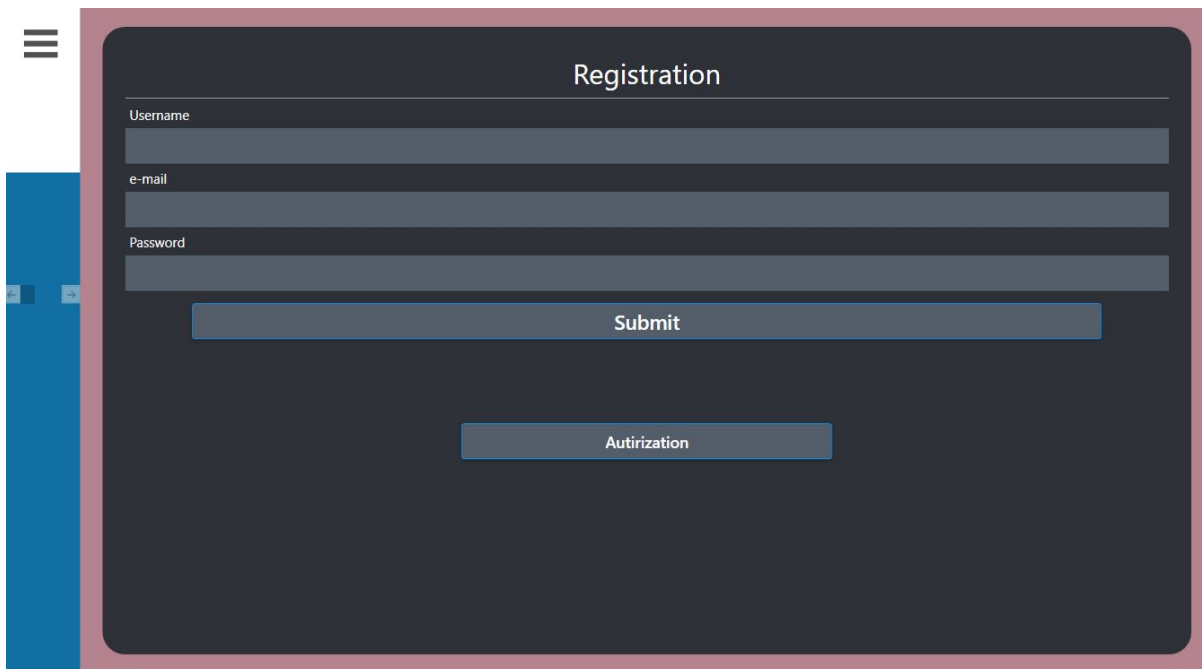 Registration
Username
e-mail
Password
Submit
Autirization